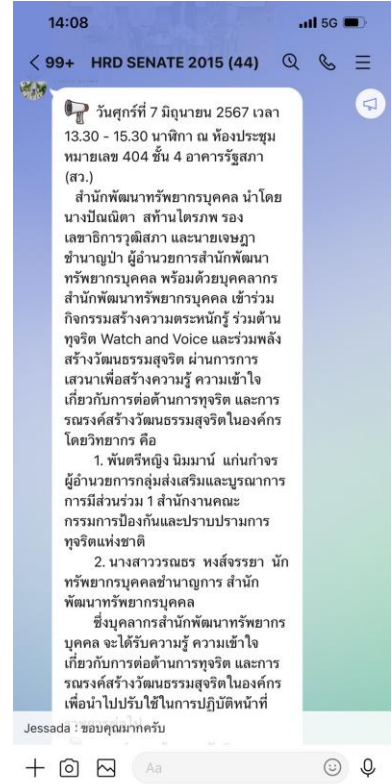 14:08
5G
99+ HRD SENATE 2015 (44)
วันศุกร์ที่ 7 มิถุนายน 2567 เวลา
13.30 - 15.30 นาฬิกา ณ ห้องประชุม
หมายเลข 404 ชั้น 4 อาคารรัฐสภา
(สว.)
สำนักพัฒนาทรัพยากรบุคคล นำโดย
นางปัณณิตา สท้านไตรภพ รอง
เลขาธิการวุฒิสภา และนายเจษฎา
ชำนาญป่า ผู้อำนวยการสำนักพัฒนา
ทรัพยากรบุคคล พร้อมด้วยบุคคลากร
สำนักพัฒนาทรัพยากรบุคคล เข้าร่วม
กิจกรรมสร้างความตระหนักรู้ ร่วมต้าน
ทุจริต Watch and Voice และร่วมพลัง
สร้างวัฒนธรรมสุจริต ผ่านการการ
เสวนาเพื่อสร้างความรู้ ความเข้าใจ
เกี่ยวกับการต่อต้านการทุจริต และการ
รณรงค์สร้างวัฒนธรรมสุจริตในองค์กร
โดยวิทยากร คือ
1. พันตรีหญิง นิมมาน์ แก่นกำจร
ผู้อำนวยการกลุ่มส่งเสริมและบูรณาการ
การมีส่วนร่วม 1 สำนักงานคณะ
กรรมการป้องกันและปราบปรามการ
ทุจริตแห่งชาติ
2. นางสาววรณธร หงส์จรรยา นัก
ทรัพยากรบุคคลชำนาญการ สำนัก
พัฒนาทรัพยากรบุคคล
ซึ่งบุคลากรสำนักพัฒนาทรัพยากร
บุคคล จะได้รับความรู้ ความเข้าใจ
เกี่ยวกับการต่อต้านการทุจริต และการ
รณรงค์สร้างวัฒนธรรมสุจริตในองค์กร
เพื่อนำไปปรับใช้ในการปฏิบัติหน้าที่
Jessada : ขอบคุณมากครับ
Aa